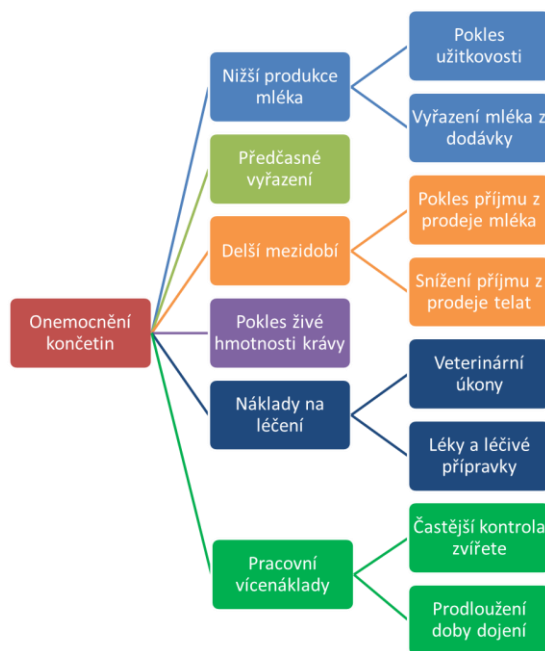 Onemocnění
končetin
Nižší produkce
mléka
Pokles
užitkovosti
Vyřazení mléka z
dodávky
Předčasné
vyřazení
Delší mezidobí
Pokles příjmu z
prodeje mléka
Snížení příjmu z
prodeje telat
Pokles živé
hmotnosti krávy
Náklady na
léčení
Veterinární
úkony
Léky a léčivé
přípravky
Pracovní
vícenáklady
Častější kontrola
zvířete
Prodloužení
doby dojení